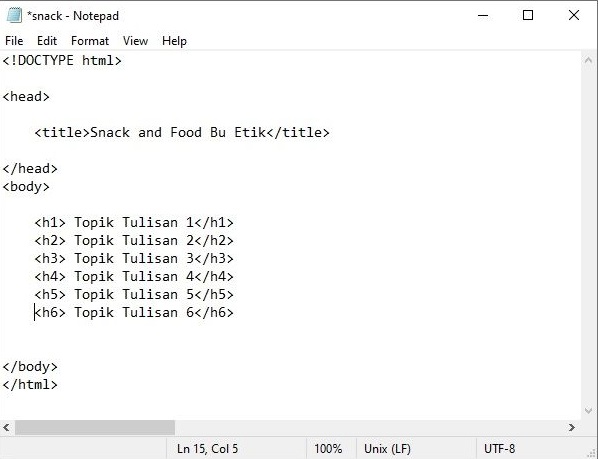 *snack - Notepad
File Edit Format View Help
<!DOCTYPE html>
<head>
<title>Snack and Food Bu Etik</title>
</head>
<body>
<h1> Topik Tulisan 1</h1>
<h2> Topik Tulisan 2</h2>
<h3> Topik Tulisan 3</h3>
<h4> Topik Tulisan 4</h4>
<h5> Topik Tulisan 5</h5>
<h6> Topik Tulisan 6</h6>
</body>
</html>
Ln 15, Col 5 100% Unix (LF) UTF-8